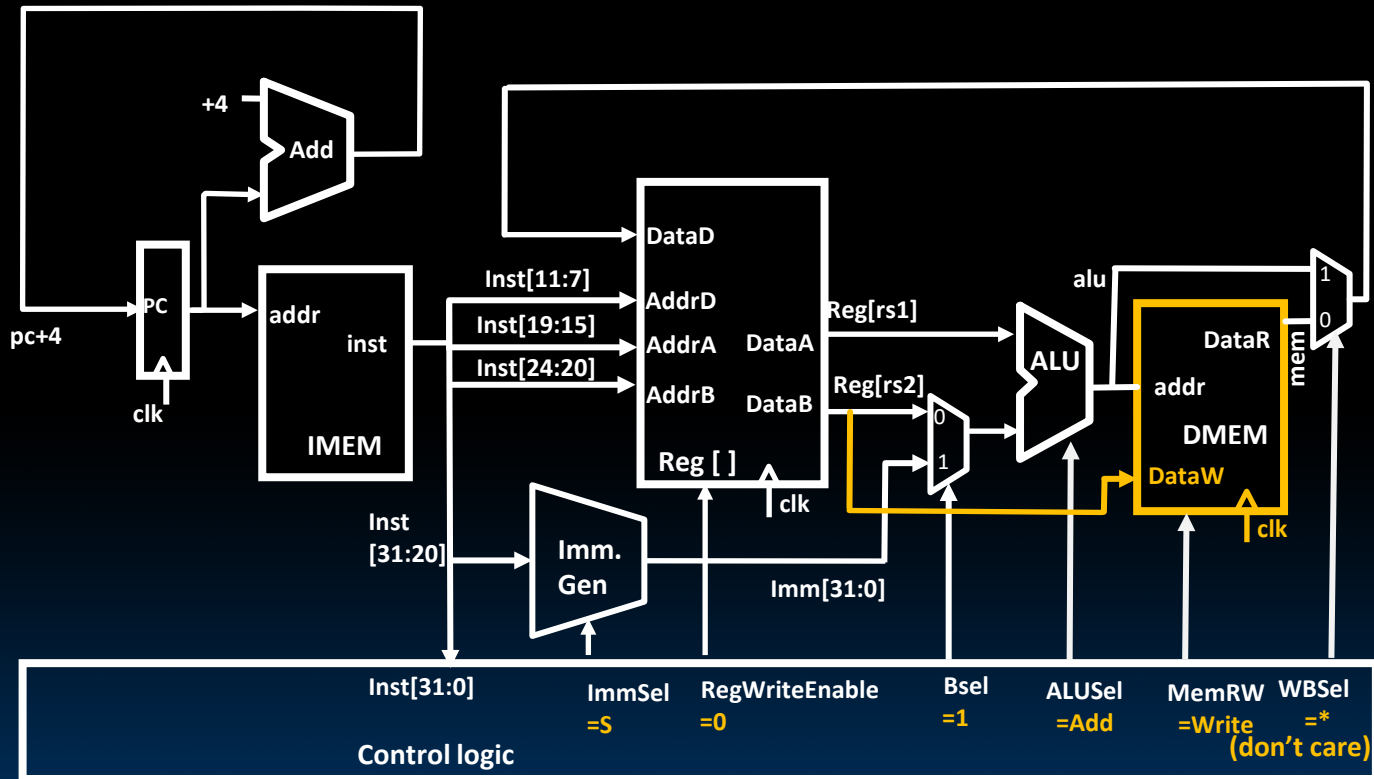 +4
Add
DataD
Inst[11:7]
alu
1
PC
addr
AddrD
Reg[rs1]
0
pc+4
inst
Inst[19:15]
AddrA
DataA
ALU
DataR
mem
Inst[24:20]
AddrB
DataB
Reg[rs2]
addr
clk
0
DMEM
IMEM
Reg [ ]
1
DataW
clk
clk
Inst
[31:20]
Imm.
Gen
Imm[31:0]
Inst[31:0]
ImmSel
=S
RegWriteEnable
=0
Bsel
=1
ALUSel
=Add
MemRW
=Write
WBSel
=*
(don't care)
Control logic